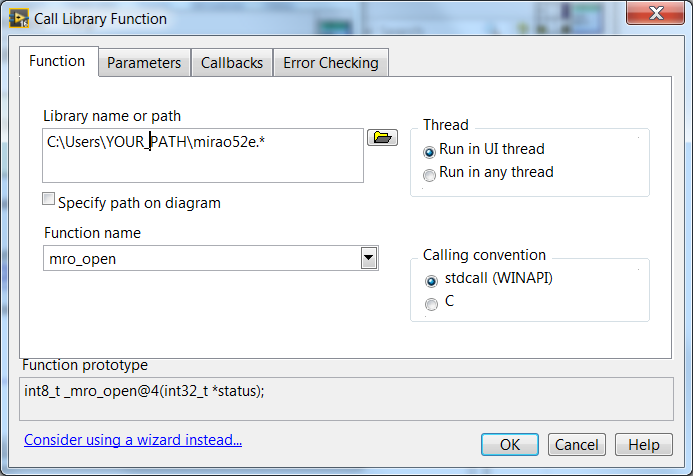 Call Library Function
Function
Parameters
Callbacks
Error Checking
Library name or path
C:\Users\YOUR_PATH\mirao52e.*
Specify path on diagram
Function name
mro_open
Thread
Run in UI thread
Run in any thread
Calling convention
stdcall (WINAPI)
C
Function prototype
int8_t _mro_open@4(int32_t *status);
Consider using a wizard instead...
OK
Cancel
Help